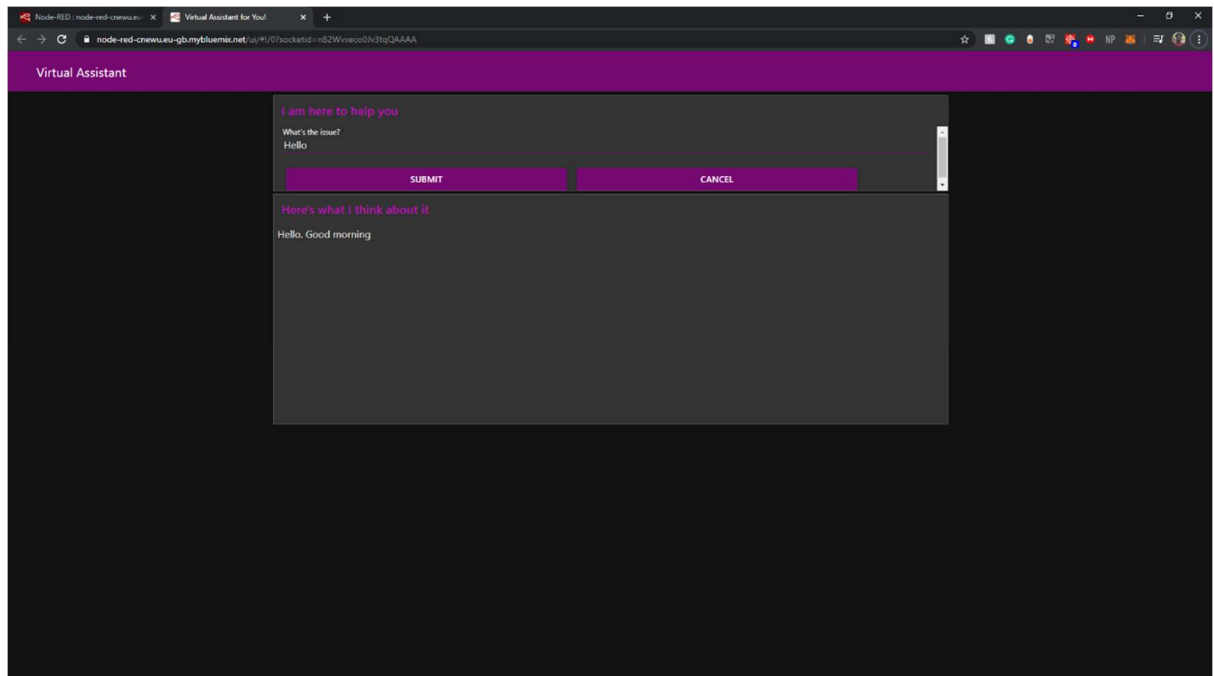 Node-RED : node-red-cnewu.eu-
Virtual Assistant for You!
node-red-cnewu.eu-gb.mybluemix.net/ui/#!/0?socketid=
NP
Virtual Assistant
I am here to help you
What's the issue?
Hello
SUBMIT
CANCEL
Here's what I think about it
Hello. Good morning